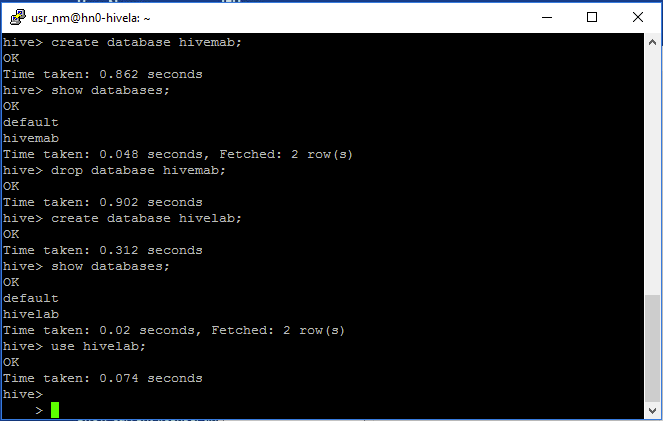 usr_nm@hn0-hivela: ~
hive> create database hivemab;
OK
Time taken: 0.862 seconds
hive> show databases;
OK
default
hivemab
Time taken: 0.048 seconds, Fetched: 2 row(s)
hive> drop database hivemab;
OK
Time taken: 0.902 seconds
hive> create database hivelab;
OK
Time taken: 0.312 seconds
hive> show databases;
OK
default
hivelab
Time taken: 0.02 seconds, Fetched: 2 row(s)
hive> use hivelab;
OK
Time taken: 0.074 seconds
hive>
    >